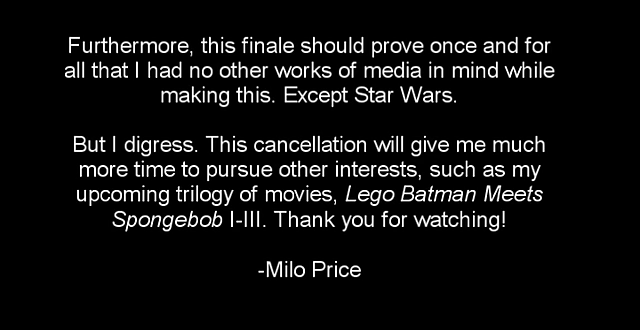 Furthermore, this finale should prove once and for
all that I had no other works of media in mind while
making this. Except Star Wars.
But I digress. This cancellation will give me much
more time to pursue other interests, such as my
upcoming trilogy of movies, Lego Batman Meets
Spongebob I-III. Thank you for watching!
-Milo Price